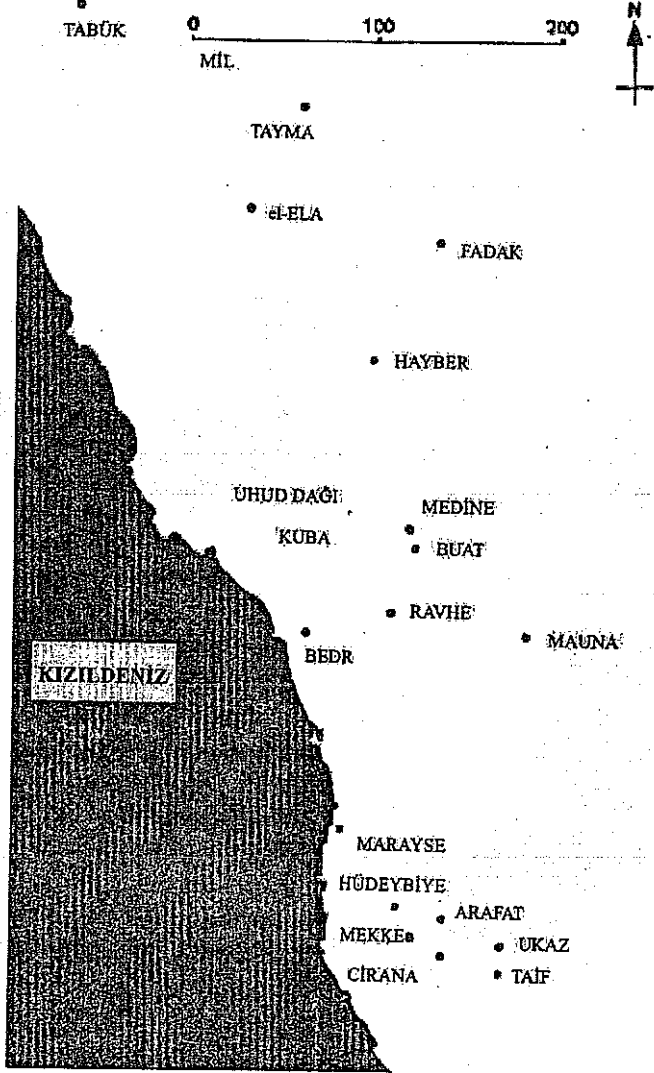 0 100 200
N
TABÜK
MİL
TAYMA
el-ELA
FADAK
HAYBER
UHUD DAĞI
MEDİNE
KUBA
BUAT
RAVHE
MAUNA
BEDR
KIZILDENİZ
MARAYSE
HÜDEYBİYE
ARAFAT
MEKKE
UKAZ
CİRANA
TAİF